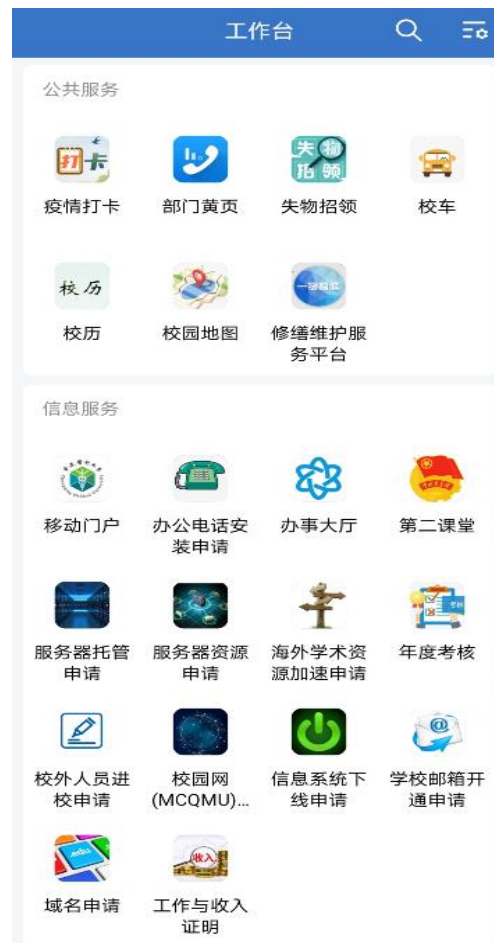 工作台
公共服务
打卡
失物
招领
疫情打卡
部门黄页
失物招领
校车
校历
校历
校园地图
修缮维护服
务平台
信息服务
移动门户
办公电话安
装申请
办事大厅
第二课堂
服务器托管
申请
服务器资源
申请
海外学术资
源加速申请
年度考核
校外人员进
校申请
校园网
(MCQMU)...
信息系统下
线申请
学校邮箱开
通申请
.edu
收入
域名申请
工作与收入
证明